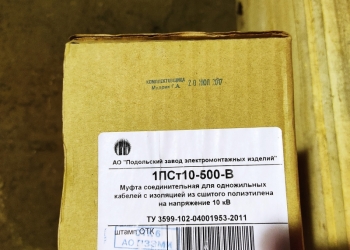 КОМПЛЕКТОВЩИК
АО "Подольский завод электромонтажных изделий"
1ПСт10-500-В
Муфта соединительная для одножильных
кабелей с изоляцией из сшитого полиэтилена
на напряжение 10 кВ
ТУ 3599-102-04001953-2011
штамп ОТК